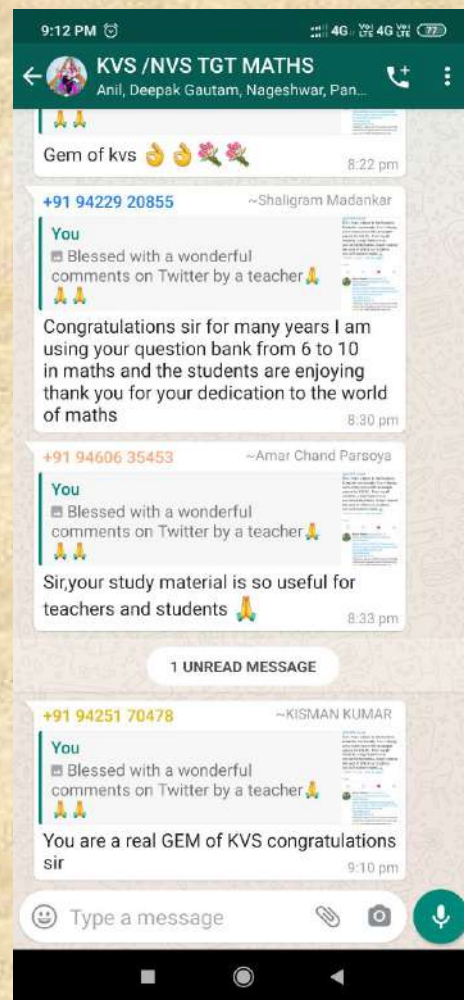 9:12 PM 4G Vo LTE 4G Vo LTE 77
KVS /NVS TGT MATHS
Anil, Deepak Gautam, Nageshwar, Pan...
🙏🙏
Gem of kvs 👌👌🌹🌹
8:22 pm
+91 94229 20855 ~Shaligram Madankar
You
Blessed with a wonderful
comments on Twitter by a teacher🙏
🙏🙏
Congratulations sir for many years I am
using your question bank from 6 to 10
in maths and the students are enjoying
thank you for your dedication to the world
of maths
8:30 pm
+91 94606 35453 ~Amar Chand Parsoya
You
Blessed with a wonderful
comments on Twitter by a teacher🙏
🙏🙏
Sir,your study material is so useful for
teachers and students 🙏
8:33 pm
1 UNREAD MESSAGE
+91 94251 70478 ~KISMAN KUMAR
You
Blessed with a wonderful
comments on Twitter by a teacher🙏
🙏🙏
You are a real GEM of KVS congratulations
sir
9:10 pm
Type a message